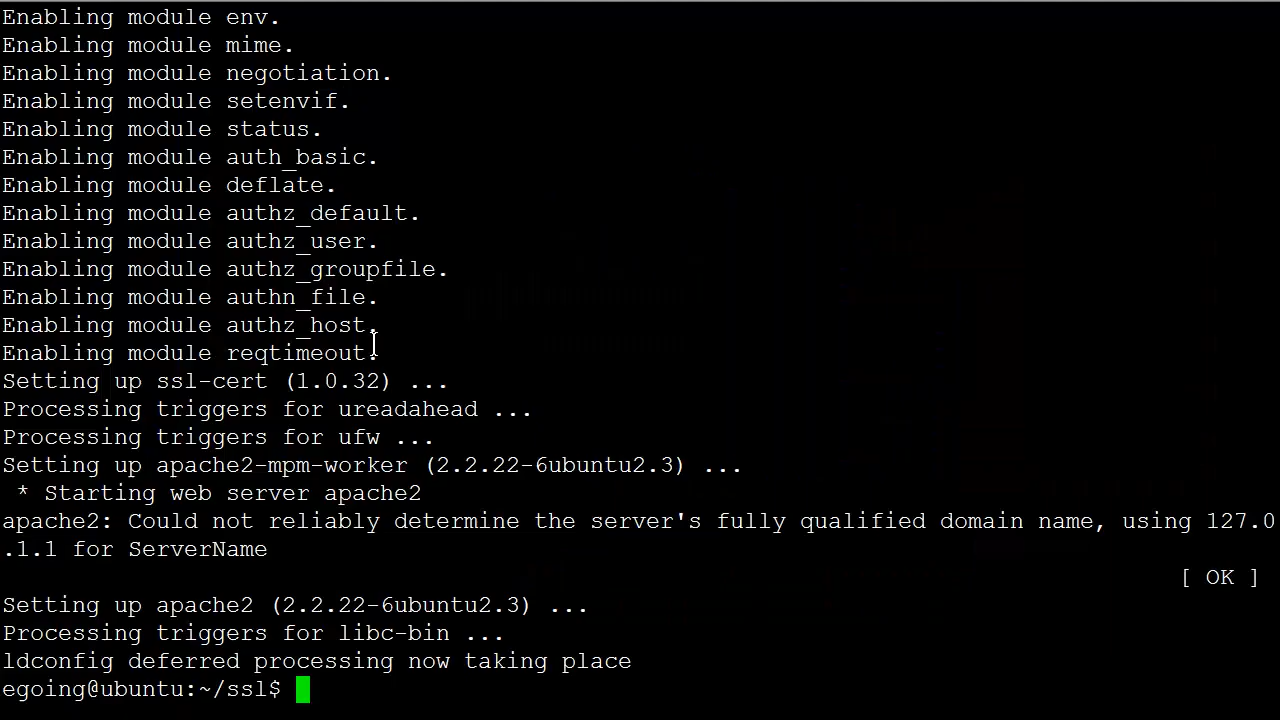 Enabling module env.
Enabling module mime.
Enabling module negotiation.
Enabling module setenvif.
Enabling module status.
Enabling module auth_basic.
Enabling module deflate.
Enabling module authz_default.
Enabling module authz_user.
Enabling module authz_groupfile.
Enabling module authn_file.
Enabling module authz_host.
Enabling module reqtimeout.
Setting up ssl-cert (1.0.32) ...
Processing triggers for ureadahead ...
Processing triggers for ufw ...
Setting up apache2-mpm-worker (2.2.22-6ubuntu2.3) ...
 * Starting web server apache2
apache2: Could not reliably determine the server's fully qualified domain name, using 127.0
.1.1 for ServerName
[ OK ]
Setting up apache2 (2.2.22-6ubuntu2.3) ...
Processing triggers for libc-bin ...
ldconfig deferred processing now taking place
egoing@ubuntu:~/ssl$